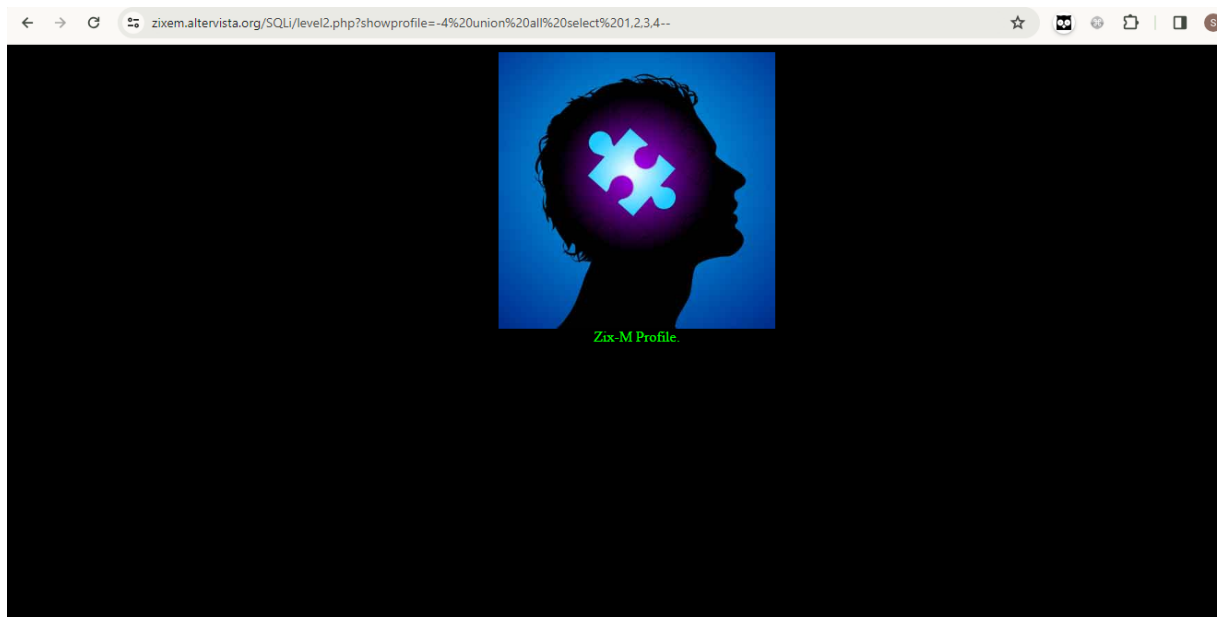 zixem.altervista.org/SQLi/level2.php?showprofile=-4%20union%20all%20select%201,2,3,4--
S
Zix-M Profile.